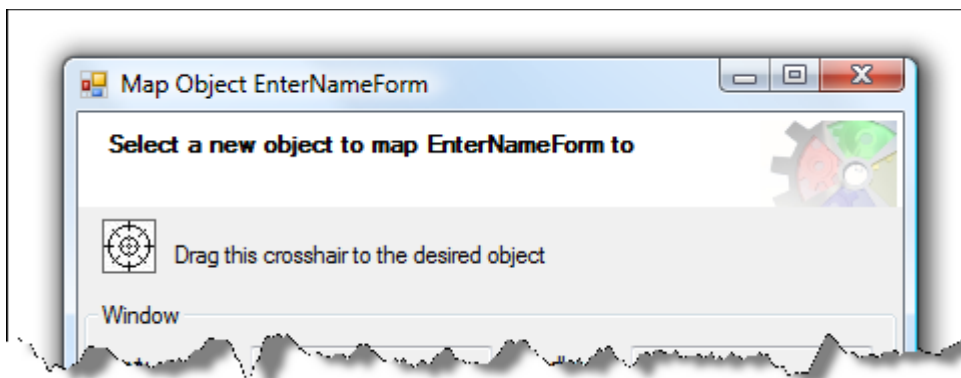 Map Object EnterNameForm
Select a new object to map EnterNameForm to
Drag this crosshair to the desired object
Window